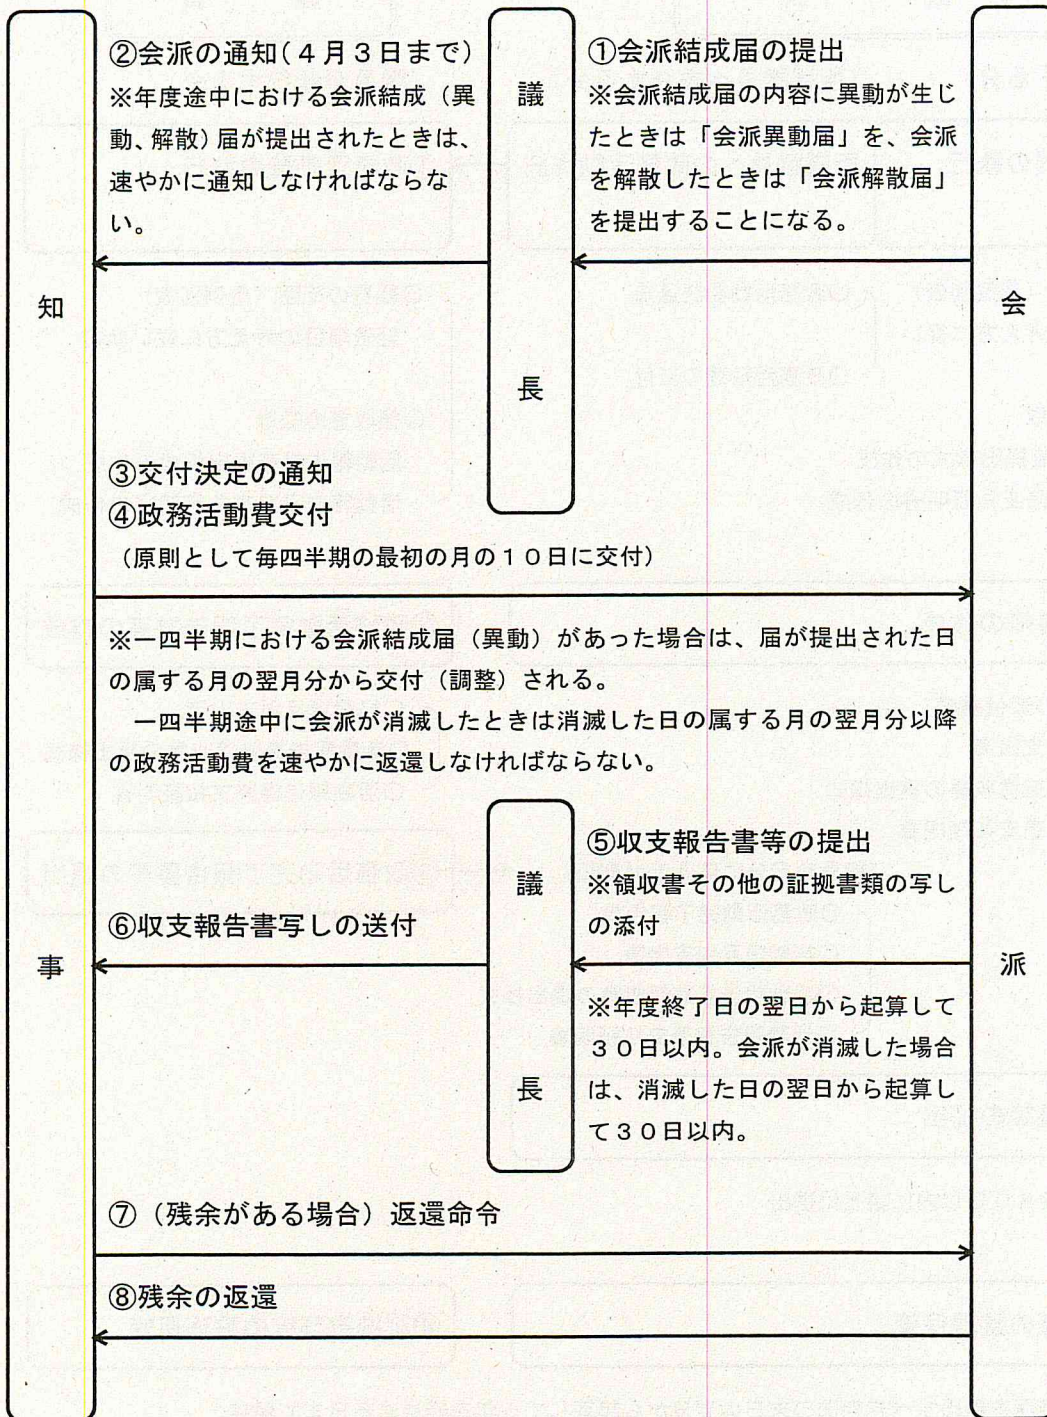 ②会派の通知(４月３日まで)
※年度途中における会派結成（異
動、解散）届が提出されたときは、
速やかに通知しなければならな
い。
議
長
①会派結成届の提出
※会派結成届の内容に異動が生じ
たときは「会派異動届」を、会派
を解散したときは「会派解散届」
を提出することになる。
知
事
会
派
③交付決定の通知
④政務活動費交付
（原則として毎四半期の最初の月の１０日に交付）
※一四半期における会派結成届（異動）があった場合は、届が提出された日
の属する月の翌月分から交付（調整）される。
　一四半期途中に会派が消滅したときは消滅した日の属する月の翌月分以降
の政務活動費を速やかに返還しなければならない。
議
長
⑤収支報告書等の提出
※領収書その他の証拠書類の写し
の添付
⑥収支報告書写しの送付
※年度終了日の翌日から起算して
３０日以内。会派が消滅した場合
は、消滅した日の翌日から起算し
て３０日以内。
⑦（残余がある場合）返還命令
⑧残余の返還